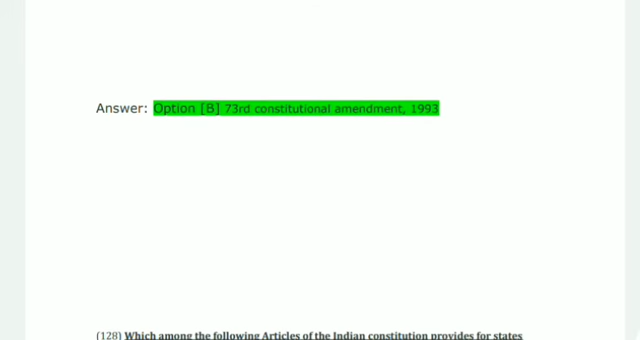 Answer: Option [B] 73rd constitutional amendment, 1993
(128) Which among the following Articles of the Indian constitution provides for states